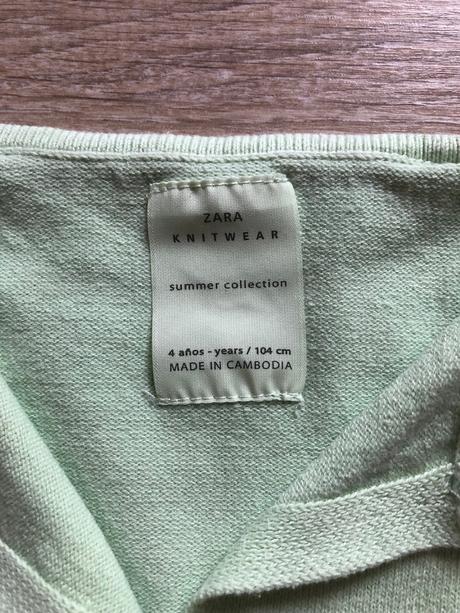 ZARA
KNITWEAR
summer collection
4 años - years / 104 cm
MADE IN CAMBODIA